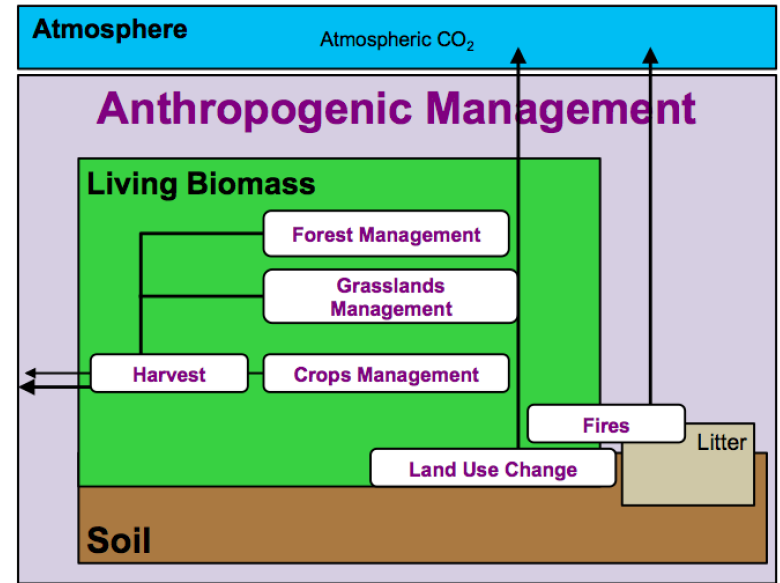 Atmosphere
Atmospheric CO₂
Anthropogenic Management
Living Biomass
Forest Management
Grasslands
Management
Harvest
Crops Management
Fires
Litter
Land Use Change
Soil